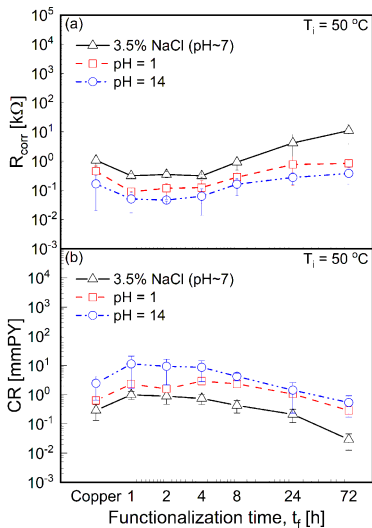 (a)
T_i = 50 °C
3.5% NaCl (pH~7)
pH = 1
pH = 14
R_corr [kΩ]
10^5
10^4
10^3
10^2
10^1
10^0
10^-1
10^-2
10^-3
(b)
T_i = 50 °C
3.5% NaCl (pH~7)
pH = 1
pH = 14
CR [mmPY]
10^4
10^3
10^2
10^1
10^0
10^-1
10^-2
10^-3
Copper 1 2 4 8 24 72
Functionalization time, t_f [h]